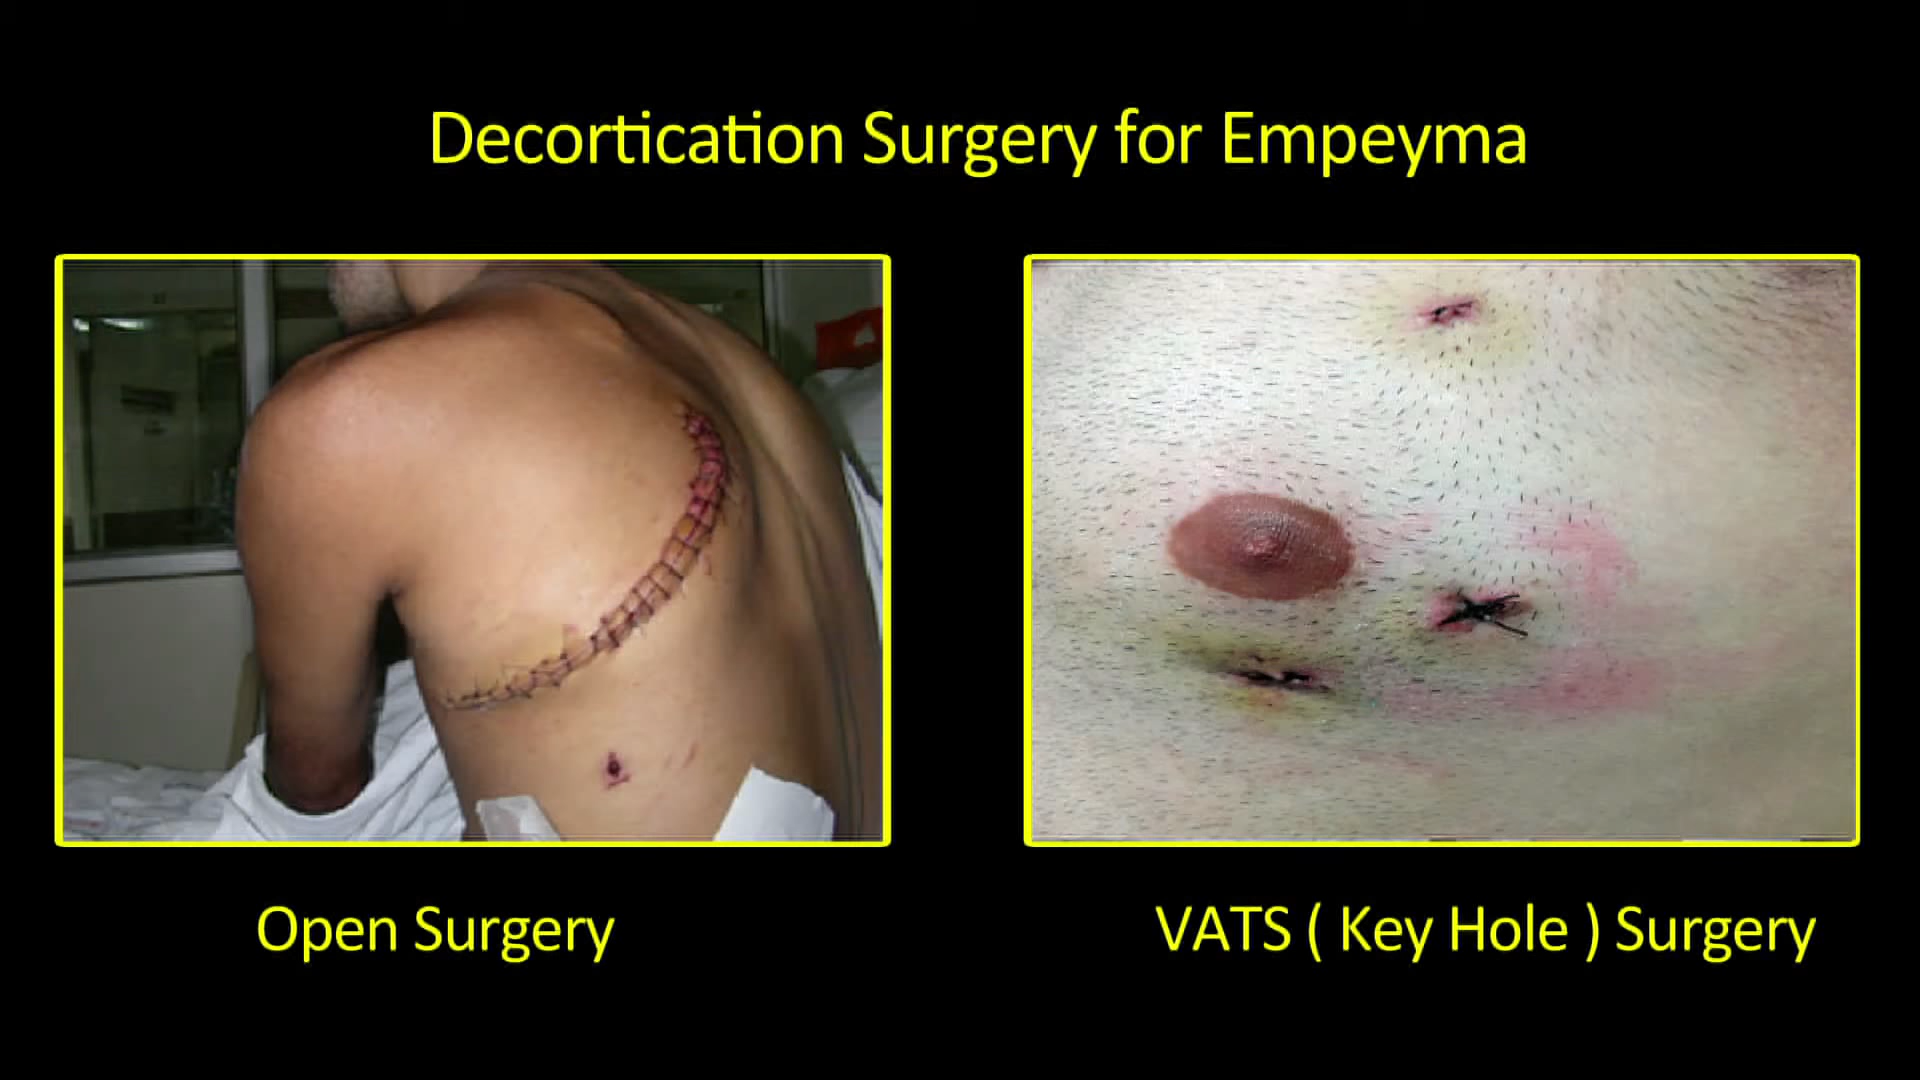 Decortication Surgery for Empeyma
Open Surgery
VATS ( Key Hole ) Surgery